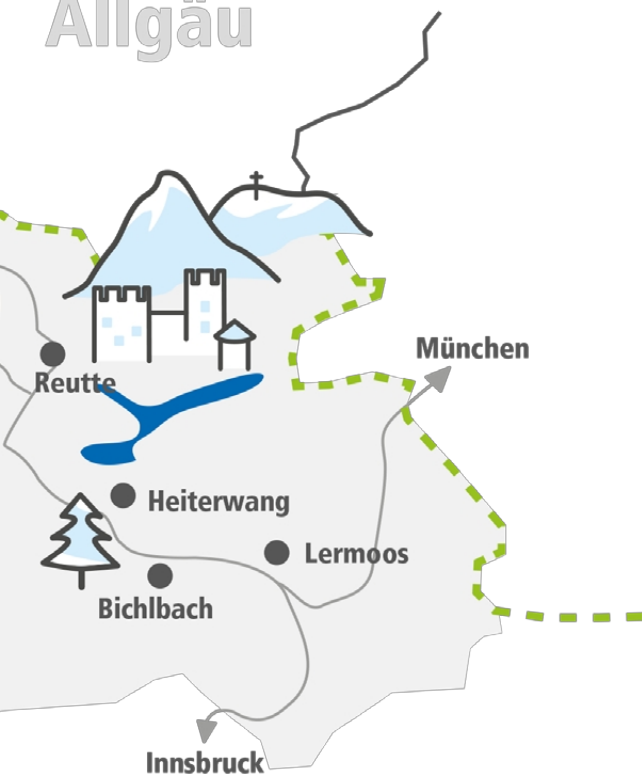 Allgäu
München
Reutte
Heiterwang
Lermoos
Bichlbach
Innsbruck